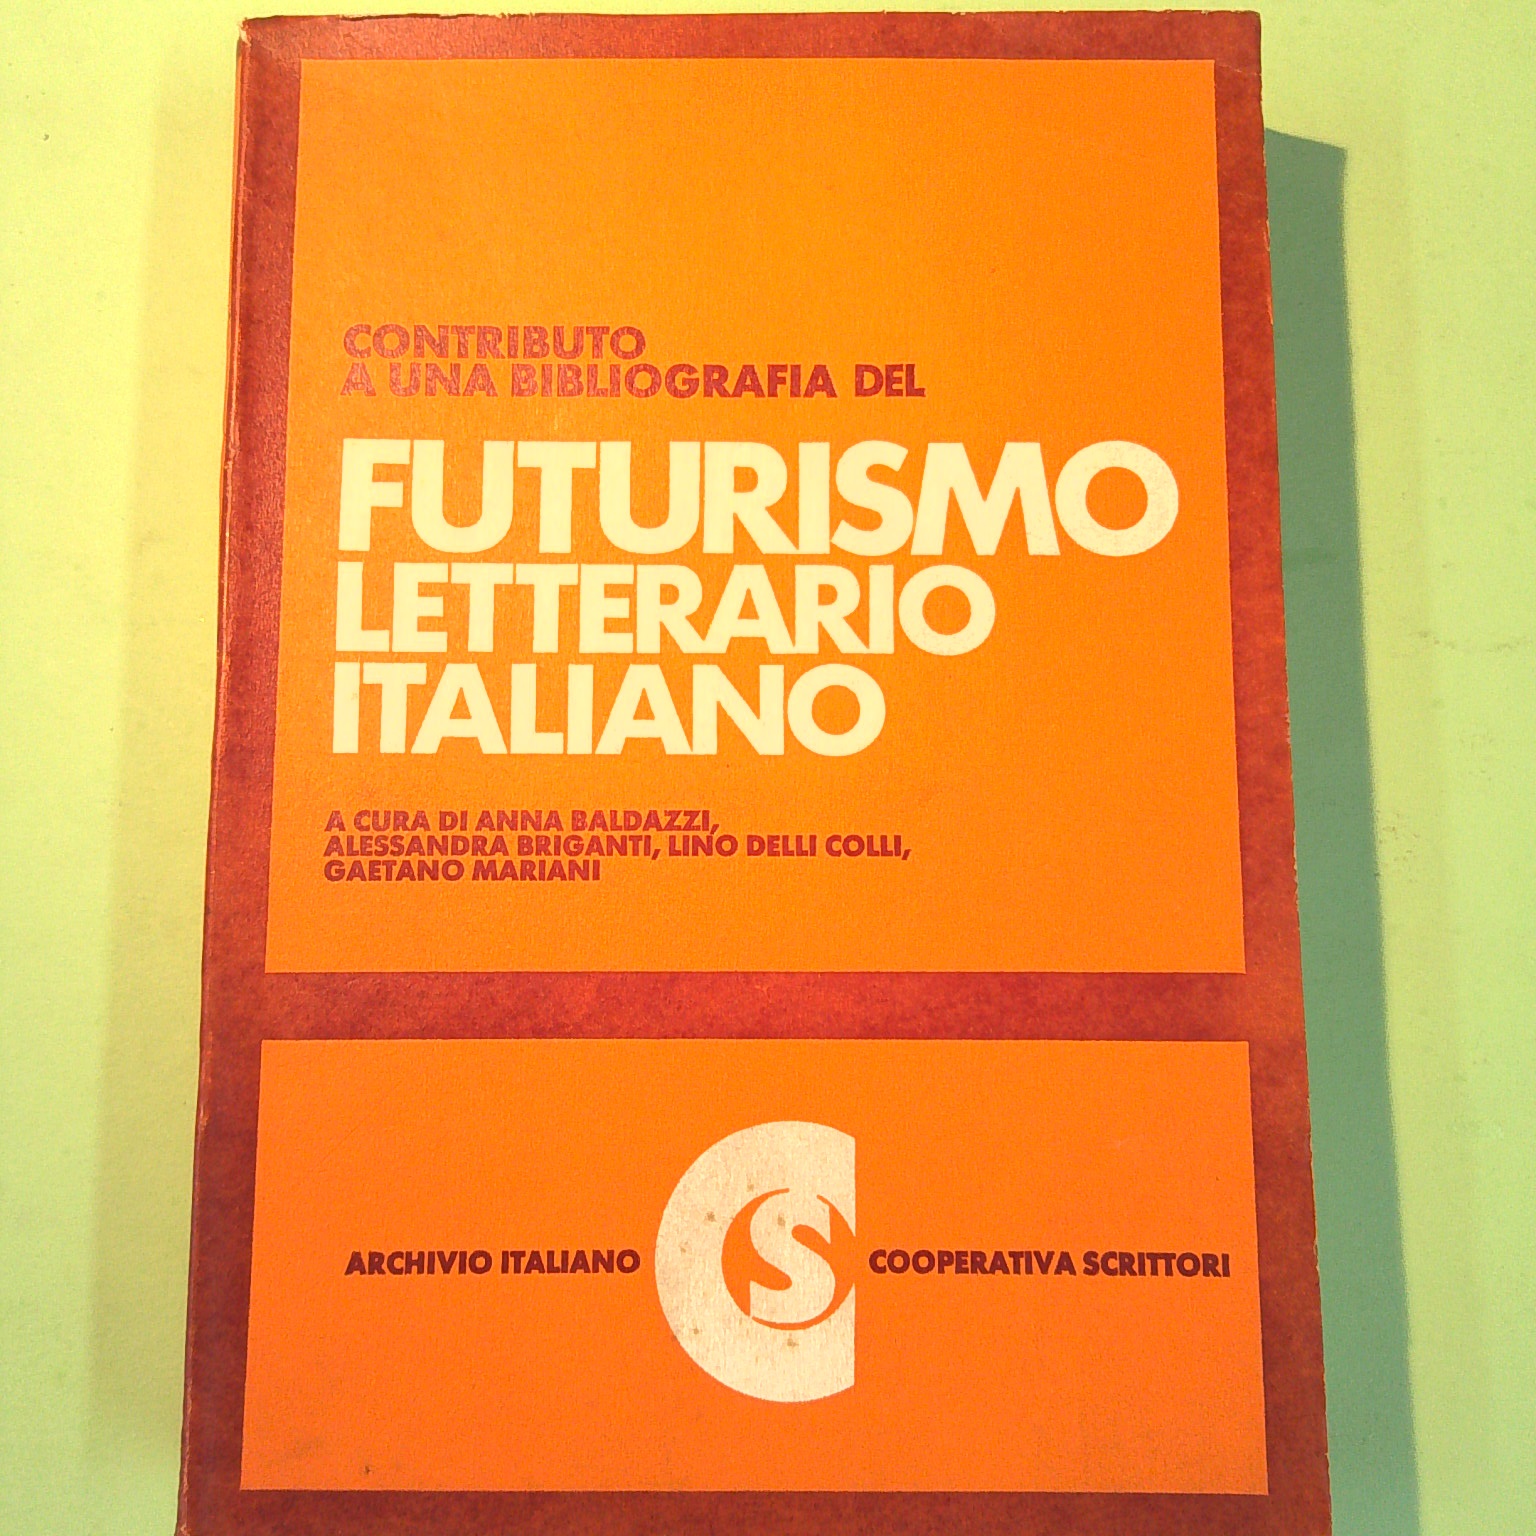 CONTRIBUTO
A UNA BIBLIOGRAFIA DEL
FUTURISMO
LETTERARIO
ITALIANO
A CURA DI ANNA BALDAZZI,
ALESSANDRA BRIGANTI, LINO DELLI COLLI,
GAETANO MARIANI
ARCHIVIO ITALIANO CS COOPERATIVA SCRITTORI